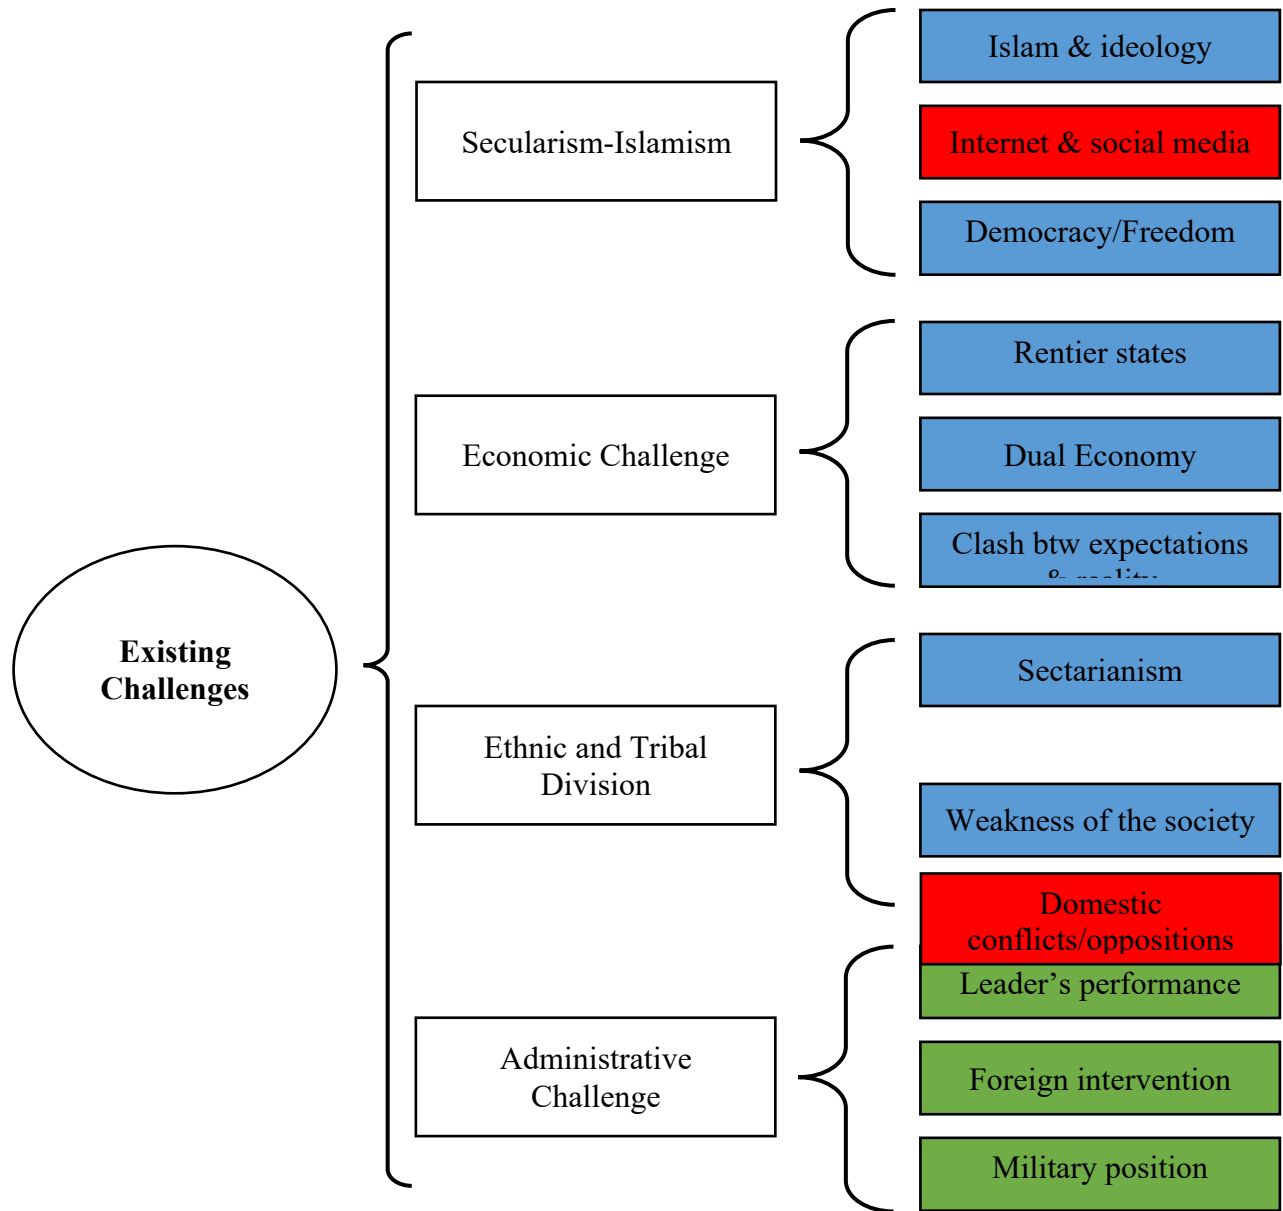 Existing
Challenges
Secularism-Islamism
Islam & ideology
Internet & social media
Democracy/Freedom
Economic Challenge
Rentier states
Dual Economy
Clash btw expectations
& reality
Ethnic and Tribal
Division
Sectarianism
Weakness of the society
Domestic
conflicts/oppositions
Administrative
Challenge
Leader’s performance
Foreign intervention
Military position